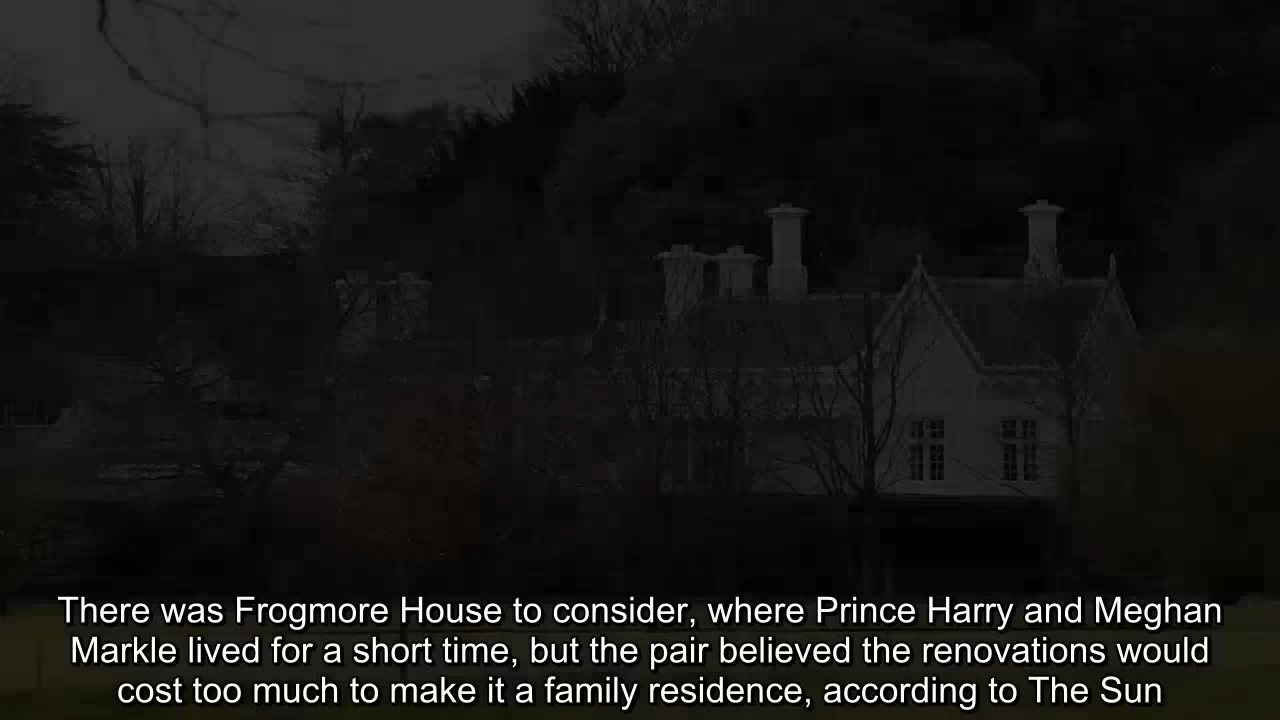 There was Frogmore House to consider, where Prince Harry and Meghan
Markle lived for a short time, but the pair believed the renovations would
cost too much to make it a family residence, according to The Sun